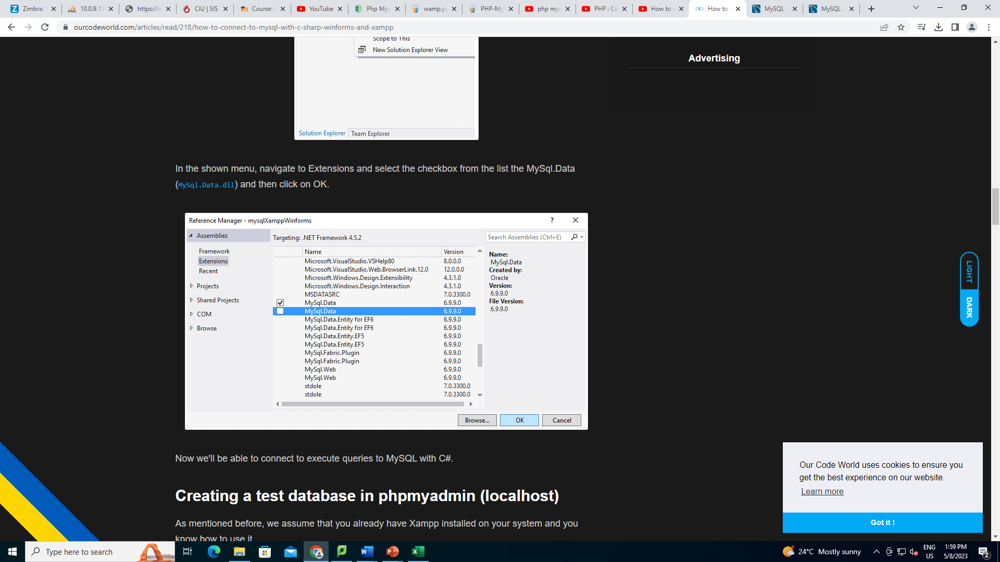 Zimbra:
10.0.9.13
https://w
CIU | SIS
Course:
YouTube
Php Mys
wamp.p
PHP-My
php mys
PHP : Ca
How to
How to
MySQL
MySQL
ourcodeworld.com/articles/read/218/how-to-connect-to-mysql-with-c-sharp-winforms-and-xampp
Scope to This
New Solution Explorer View
Solution Explorer
Team Explorer
Advertising
In the shown menu, navigate to Extensions and select the checkbox from the list the MySql.Data
(MySql.Data.dll) and then click on OK.
Reference Manager - mysqlXamppWinforms
?
Assemblies
Framework
Extensions
Recent
Projects
Shared Projects
COM
Browse
Targeting: .NET Framework 4.5.2
Search Assemblies (Ctrl+E)
Name Version
Microsoft.VisualStudio.VSHelp80 8.0.0.0
Microsoft.VisualStudio.Web.BrowserLink.12.0 12.0.0.0
Microsoft.Windows.Design.Extensibility 4.3.1.0
Microsoft.Windows.Design.Interaction 4.3.1.0
MSDATASRC 7.0.3300.0
MySql.Data 6.9.9.0
MySql.Data 6.9.9.0
MySql.Data.Entity for EF6 6.9.9.0
MySql.Data.Entity for EF6 6.9.9.0
MySql.Data.Entity.EF5 6.9.9.0
MySql.Data.Entity.EF5 6.9.9.0
MySql.Fabric.Plugin 6.9.9.0
MySql.Fabric.Plugin 6.9.9.0
MySql.Web 6.9.9.0
MySql.Web 6.9.9.0
stdole 7.0.3300.0
stdole 7.0.3300.0
Name:
MySql.Data
Created by:
Oracle
Version:
6.9.9.0
File Version:
6.9.9.0
Browse...
OK
Cancel
LIGHT
DARK
Now we'll be able to connect to execute queries to MySQL with C#.
Creating a test database in phpmyadmin (localhost)
As mentioned before, we assume that you already have Xampp installed on your system and you
know how to use it
Our Code World uses cookies to ensure you
get the best experience on our website.
Learn more
Got it !
Type here to search
24°C Mostly sunny
ENG
US
1:59 PM
5/8/2023
2